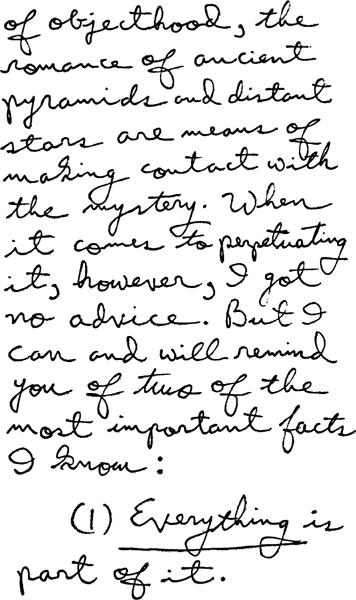 of objecthood, the
romance of ancient
pyramids and distant
stars are means of
making contact with
the mystery. When
it comes to perpetuating
it, however, I got
no advice. But I
can and will remind
you of two of the
most important facts
I know:
(1) Everything is
part of it.